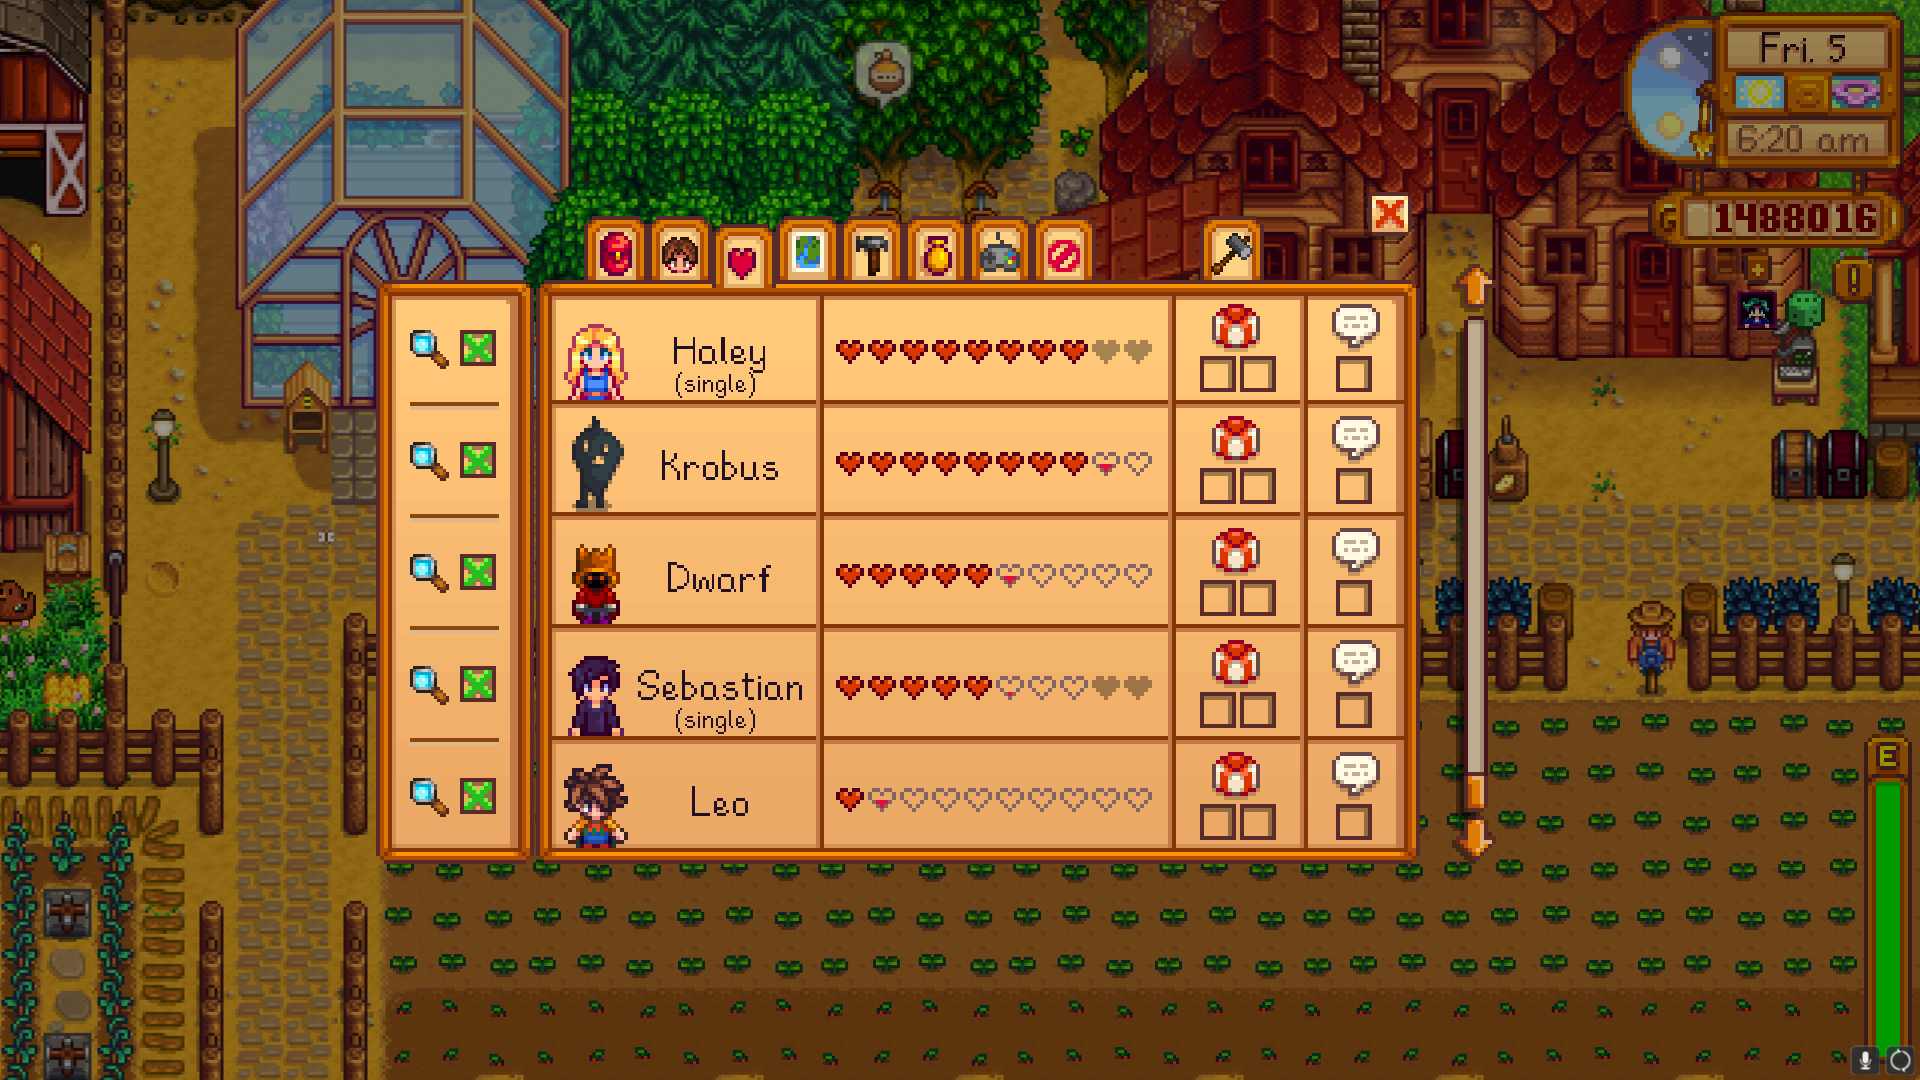 Fri. 5
6:20 am
1488016
Haley
(single)
Krobus
Dwarf
Sebastian
(single)
Leo
E